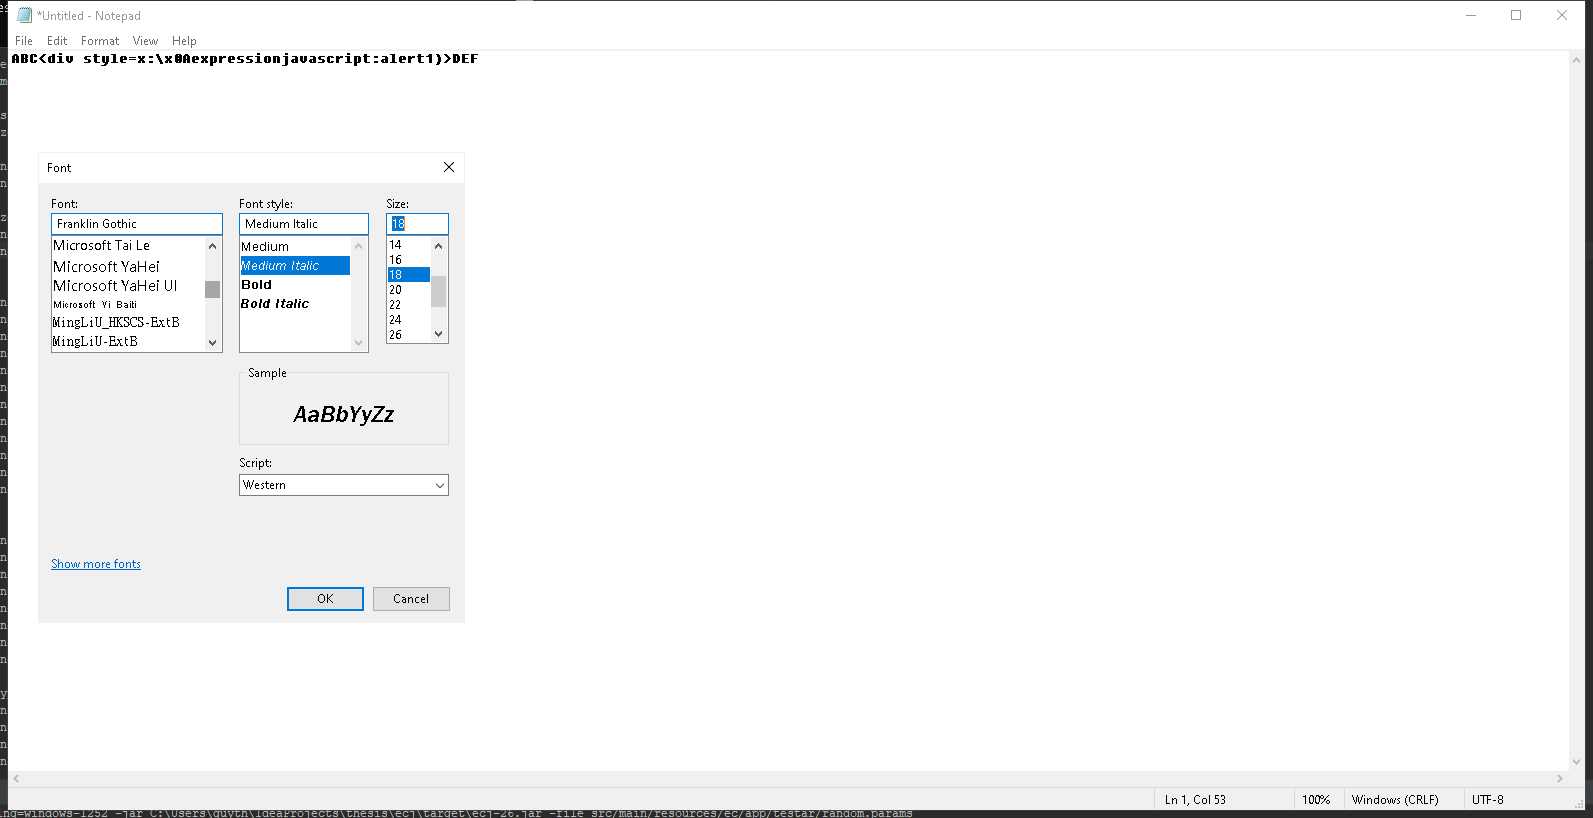 *Untitled - Notepad
File Edit Format View Help
ABC<div style=x:\x0Aexpressionjavascript:alert1)>DEF
Font
Font: Font style: Size:
Franklin Gothic Medium Italic 18
Microsoft Tai Le
Microsoft YaHei
Microsoft YaHei UI
Microsoft Yi Baiti
MingLiU_HKSCS-ExtB
MingLiU-ExtB
Medium
Medium Italic
Bold
Bold Italic
14
16
18
20
22
24
26
Sample
AaBbYyZz
Script:
Western
Show more fonts
OK Cancel
Ln 1, Col 53 100% Windows (CRLF) UTF-8
ing=windows-1252 -jar C:\Users\guyth\IdeaProjects\thesis\ecj\target\ecj-26.jar -file src/main/resources/ec/app/testar/random.params